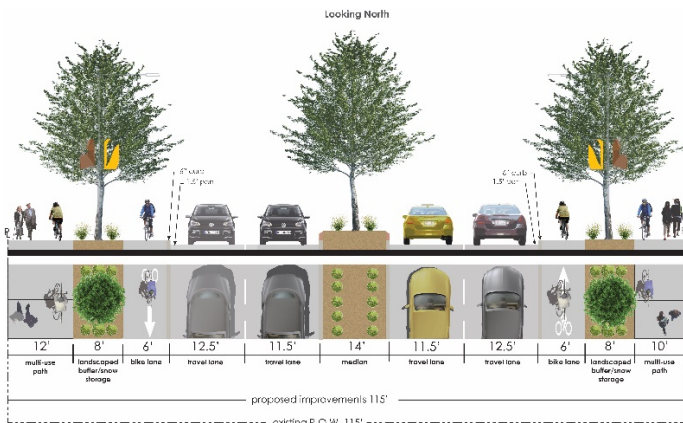 Looking North
6" curb
1.5' pan
6" curb
1.5' pan
12'
8'
6'
12.5'
11.5'
14'
11.5'
12.5'
6'
8'
10'
multi-use path
landscaped buffer/snow storage
bike lane
travel lane
travel lane
median
travel lane
travel lane
bike lane
landscaped buffer/snow storage
multi-use path
proposed improvements 115'
existing R.O.W. 115'